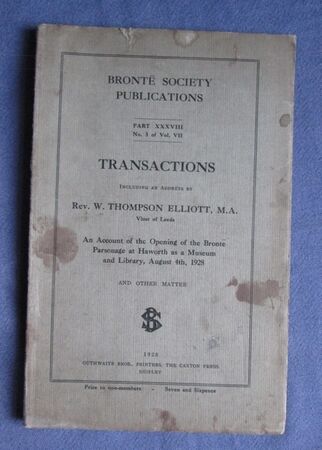 BRONTË SOCIETY
PUBLICATIONS
PART XXXVIII
No. 3 of Vol. VII
TRANSACTIONS
INCLUDING AN ADDRESS BY
Rev. W. THOMPSON ELLIOTT, M.A.
Vicar of Leeds
An Account of the Opening of the Bronte
Parsonage at Haworth as a Museum
and Library, August 4th, 1928
AND OTHER MATTER
BS
1928
OUTHWAITE BROS., PRINTERS, THE CAXTON PRESS
SHIPLEY
Price to non-members - Seven and Sixpence